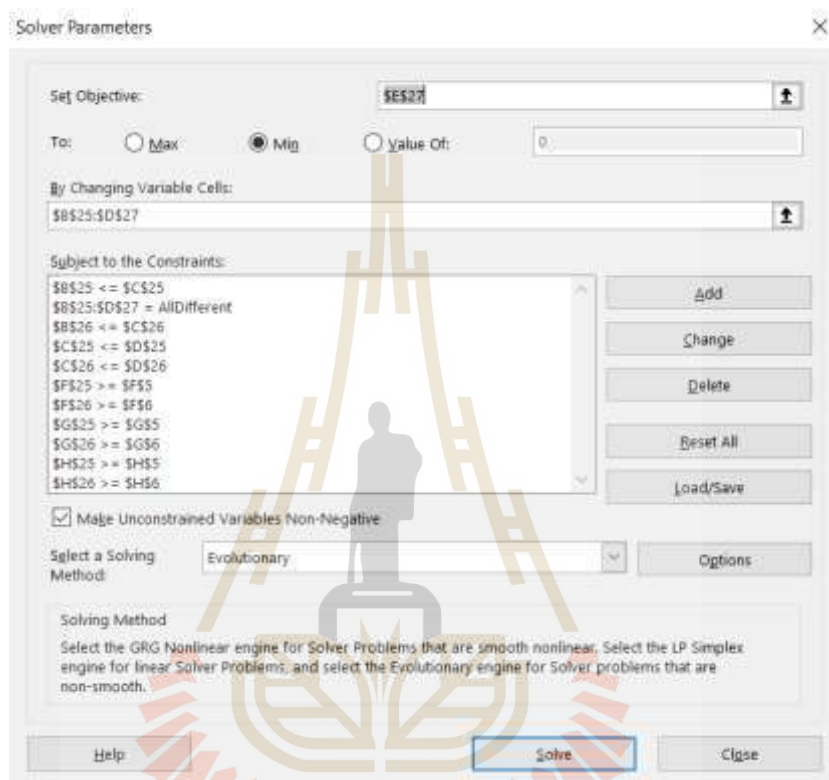 Solver Parameters
Set Objective: $E$27
To: Max Min Value Of: 0
By Changing Variable Cells:
$B$25:$D$27
Subject to the Constraints:
$B$25 <= $C$25
$B$25:$D$27 = AllDifferent
$B$26 <= $C$26
$C$25 <= $D$25
$C$26 <= $D$26
$F$25 >= $F$5
$F$26 >= $F$6
$G$25 >= $G$5
$G$26 >= $G$6
$H$25 >= $H$5
$H$26 >= $H$6
Add
Change
Delete
Reset All
Load/Save
Make Unconstrained Variables Non-Negative
Select a Solving Method: Evolutionary Options
Solving Method
Select the GRG Nonlinear engine for Solver Problems that are smooth nonlinear. Select the LP Simplex
engine for linear Solver Problems, and select the Evolutionary engine for Solver problems that are
non-smooth.
Help Solve Close